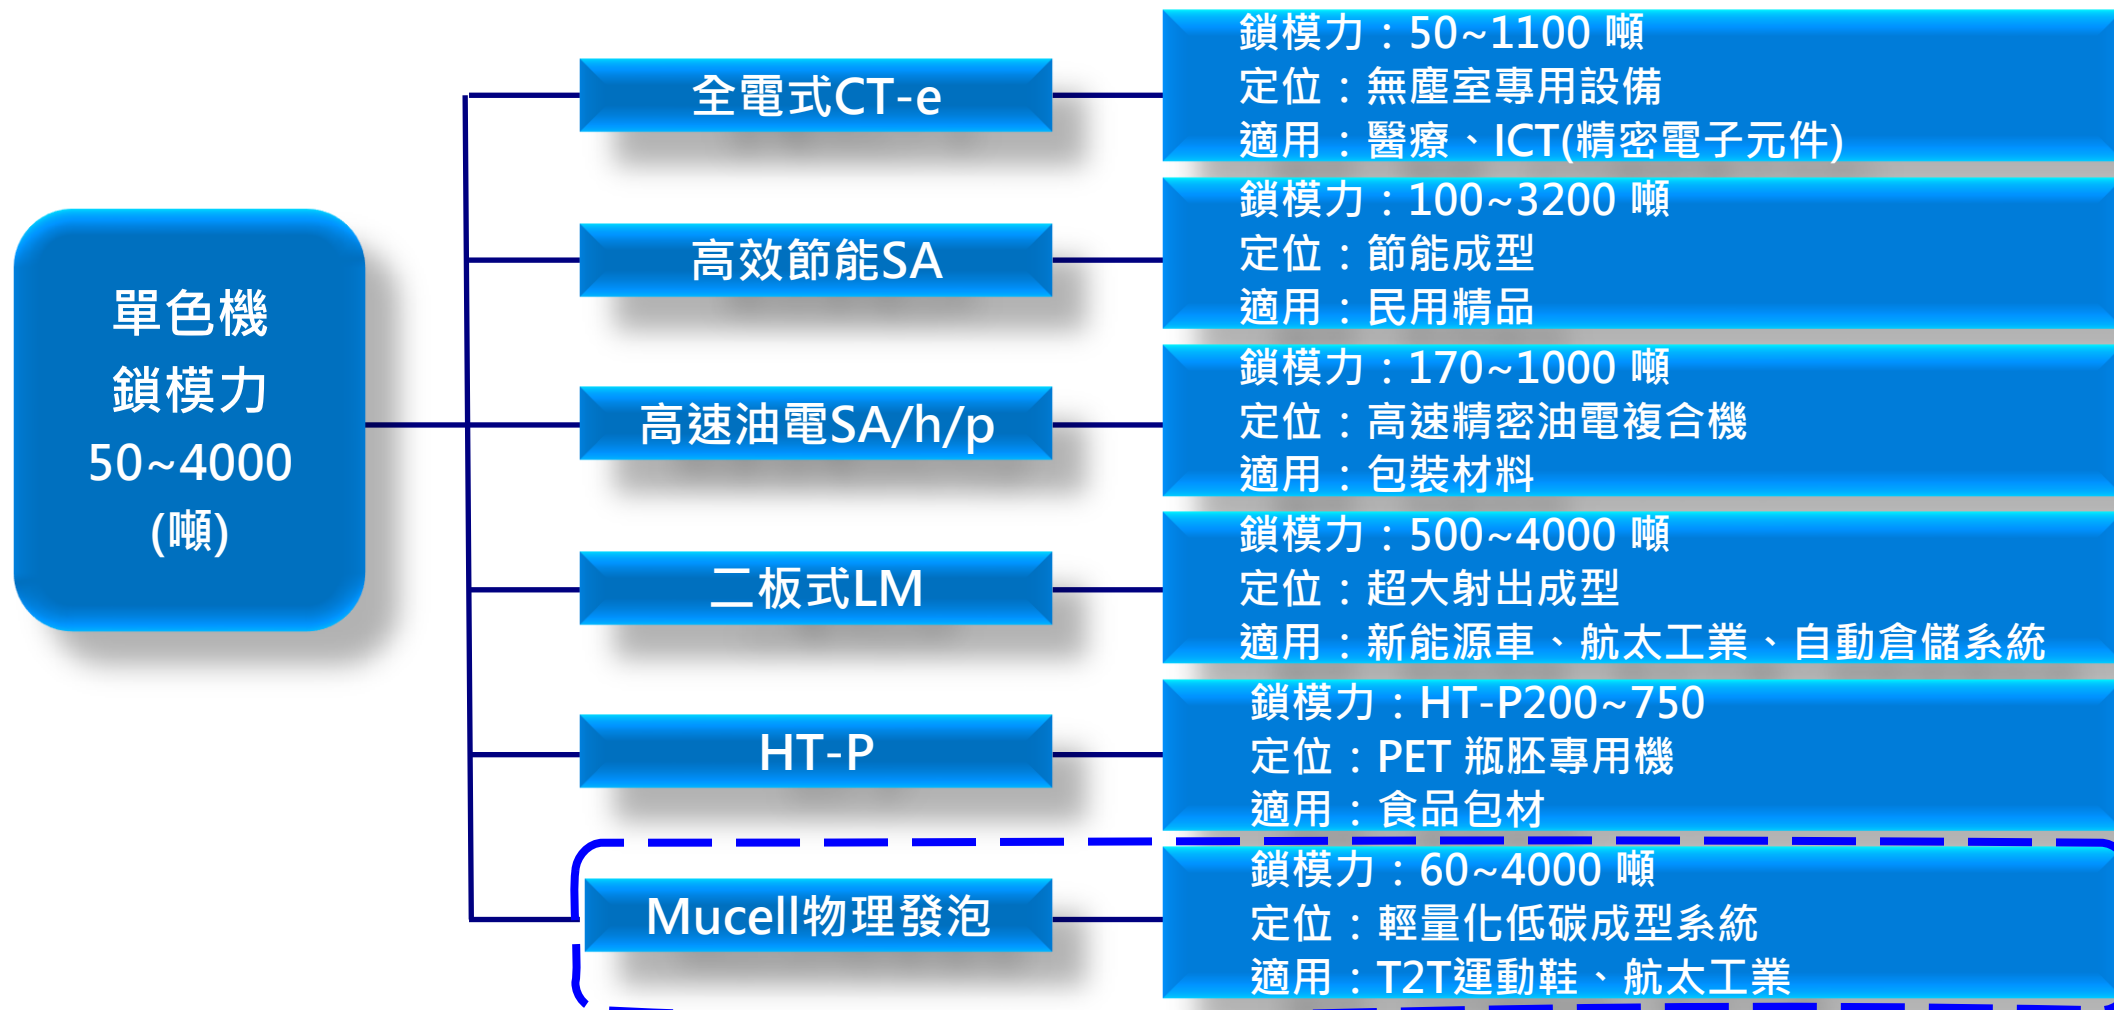 單色機
鎖模力
50~4000
(噸)
全電式CT-e
鎖模力：50~1100 噸
定位：無塵室專用設備
適用：醫療、ICT(精密電子元件)
高效節能SA
鎖模力：100~3200 噸
定位：節能成型
適用：民用精品
高速油電SA/h/p
鎖模力：170~1000 噸
定位：高速精密油電複合機
適用：包裝材料
二板式LM
鎖模力：500~4000 噸
定位：超大射出成型
適用：新能源車、航太工業、自動倉儲系統
HT-P
鎖模力：HT-P200~750
定位：PET 瓶胚專用機
適用：食品包材
Mucell物理發泡
鎖模力：60~4000 噸
定位：輕量化低碳成型系統
適用：T2T運動鞋、航太工業